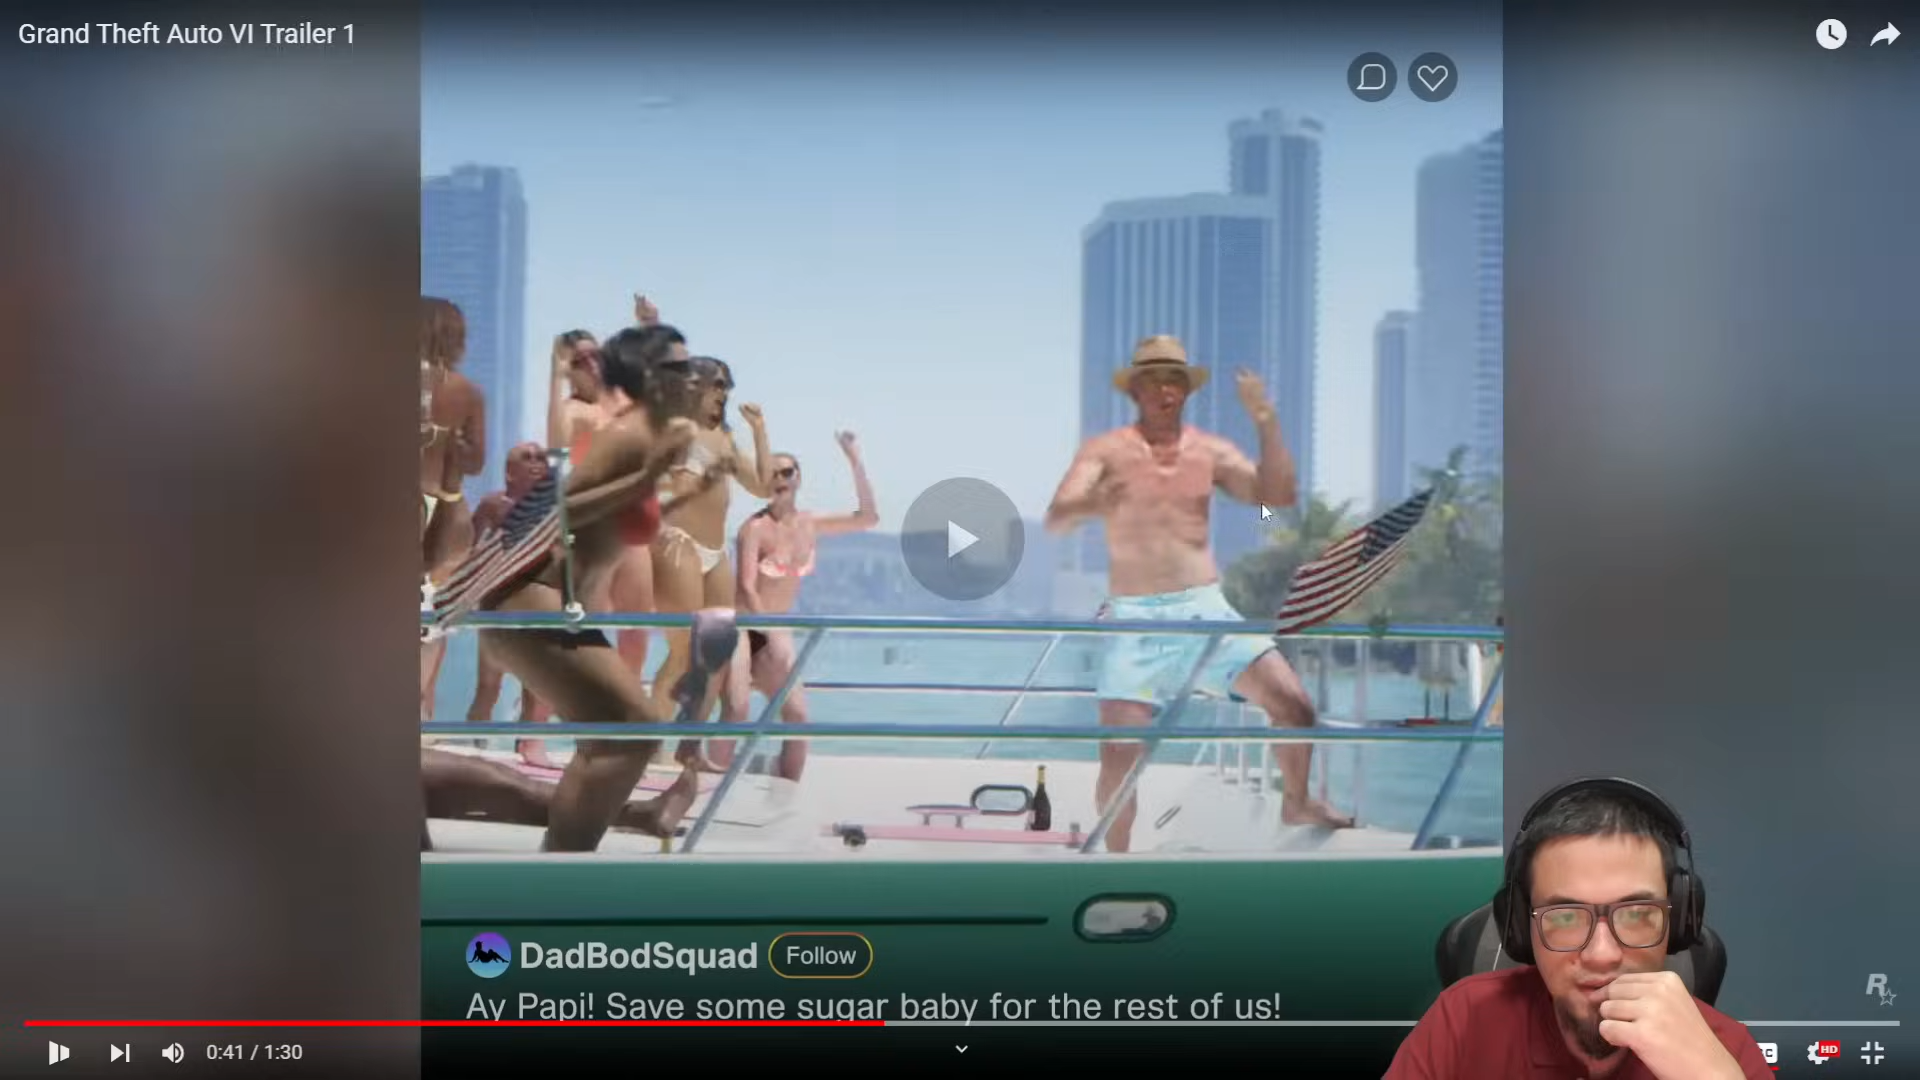 Grand Theft Auto VI Trailer 1
DadBodSquad
Follow
Ay Papi! Save some sugar baby for the rest of us!
0:41 / 1:30
HD
R